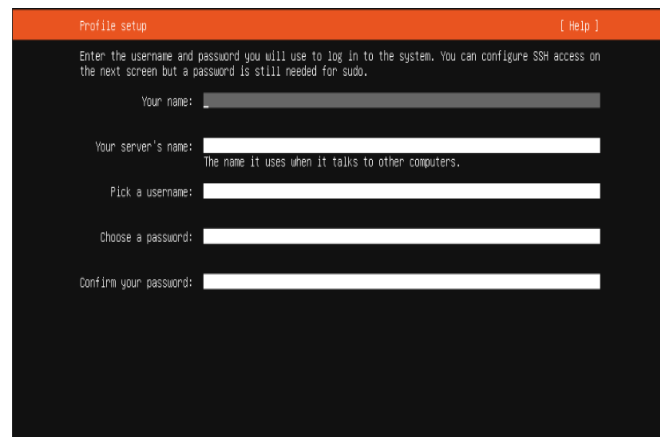 Profile setup [ Help ]
Enter the username and password you will use to log in to the system. You can configure SSH access on
the next screen but a password is still needed for sudo.
Your name:
Your server's name:
The name it uses when it talks to other computers.
Pick a username:
Choose a password:
Confirm your password: